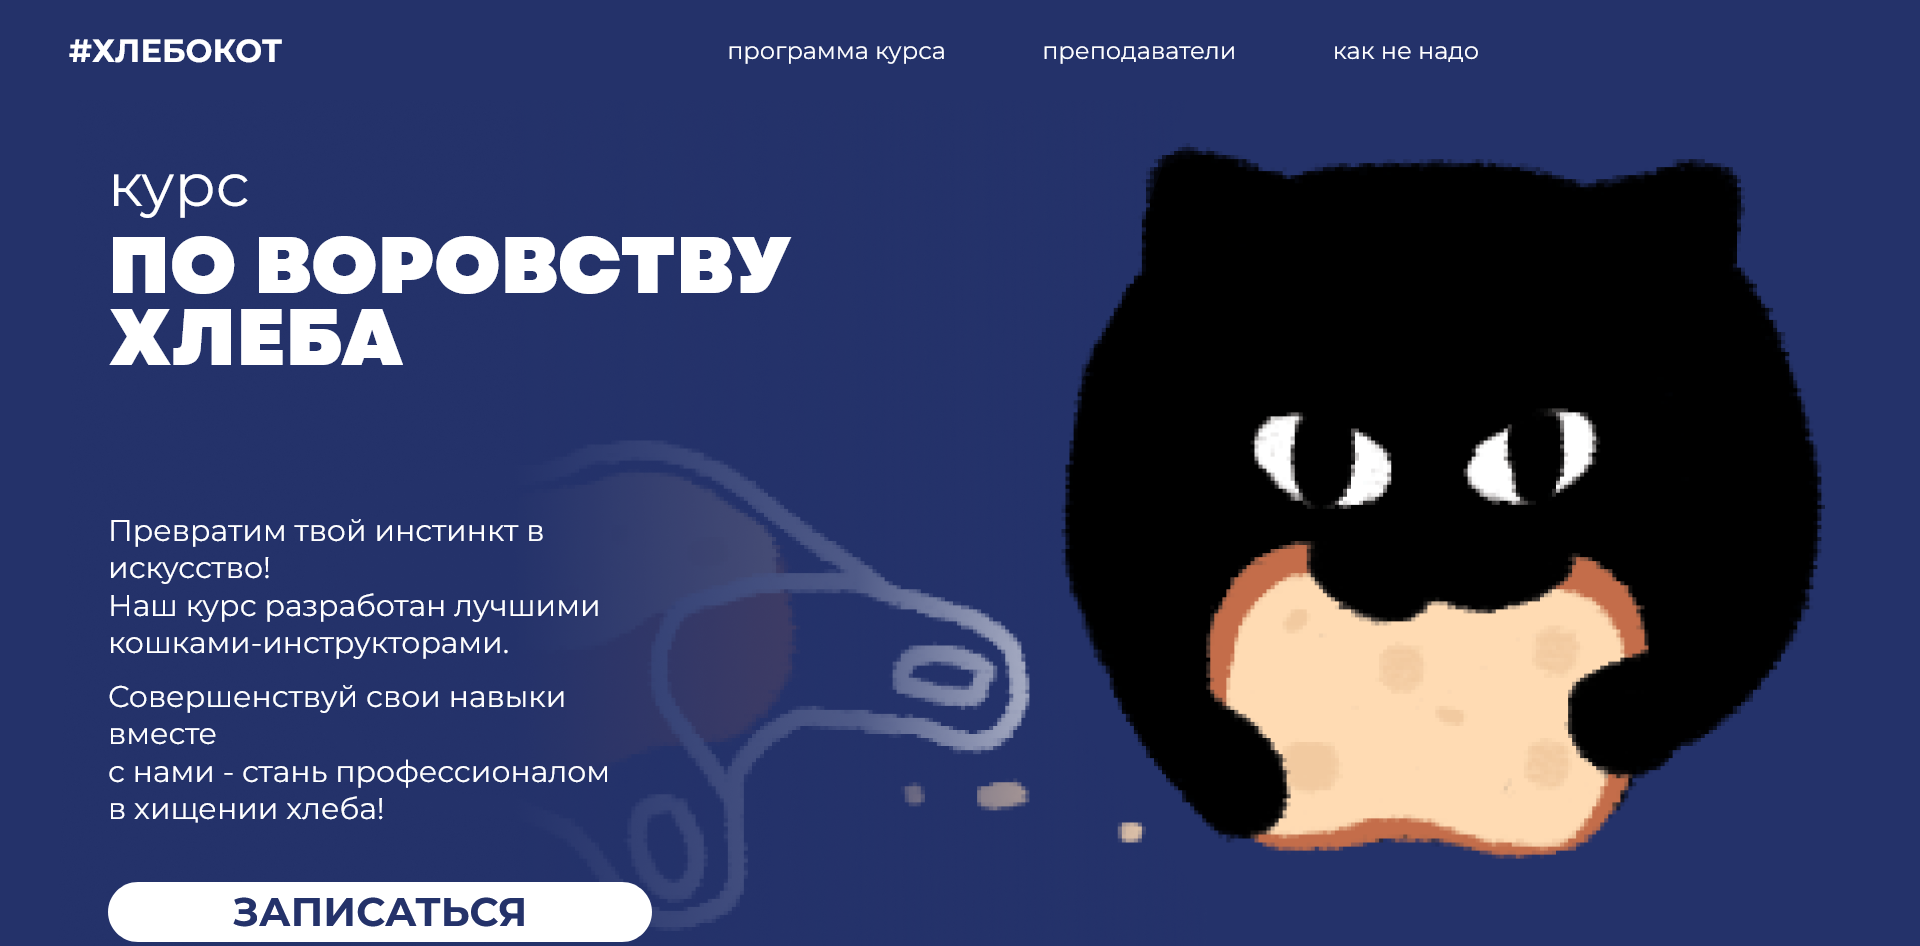 #ХЛЕБОКОТ
программа курса
преподаватели
как не надо
курс
ПО ВОРОВСТВУ
ХЛЕБА
Превратим твой инстинкт в
искусство!
Наш курс разработан лучшими
кошками-инструкторами.
Совершенствуй свои навыки
вместе
с нами - стань профессионалом
в хищении хлеба!
ЗАПИСАТЬСЯ